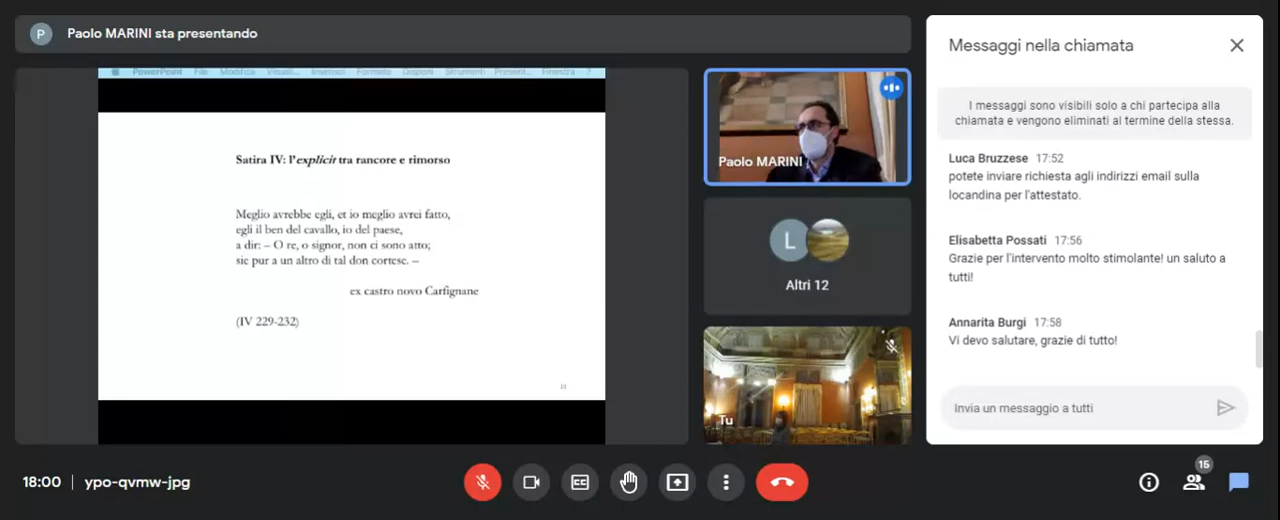 P Paolo MARINI sta presentando
PowerPoint File Modifica Visuali... Inserisci Formato Disponi Strumenti Present... Finestra ?
Satira IV: l'explicit tra rancore e rimorso
Meglio avrebbe egli, et io meglio avrei fatto,
egli il ben del cavallo, io del paese,
a dir: – O re, o signor, non ci sono atto;
sie pur a un altro di tal don cortese. –
ex castro novo Carfignane
(IV 229-232)
Paolo MARINI
L
Altri 12
Tu
Messaggi nella chiamata
I messaggi sono visibili solo a chi partecipa alla
chiamata e vengono eliminati al termine della stessa.
Luca Bruzzese 17:52
potete inviare richiesta agli indirizzi email sulla
locandina per l'attestato.
Elisabetta Possati 17:56
Grazie per l'intervento molto stimolante! un saluto a
tutti!
Annarita Burgi 17:58
Vi devo salutare, grazie di tutto!
Invia un messaggio a tutti
18:00 | ypo-qvmw-jpg
CC
15